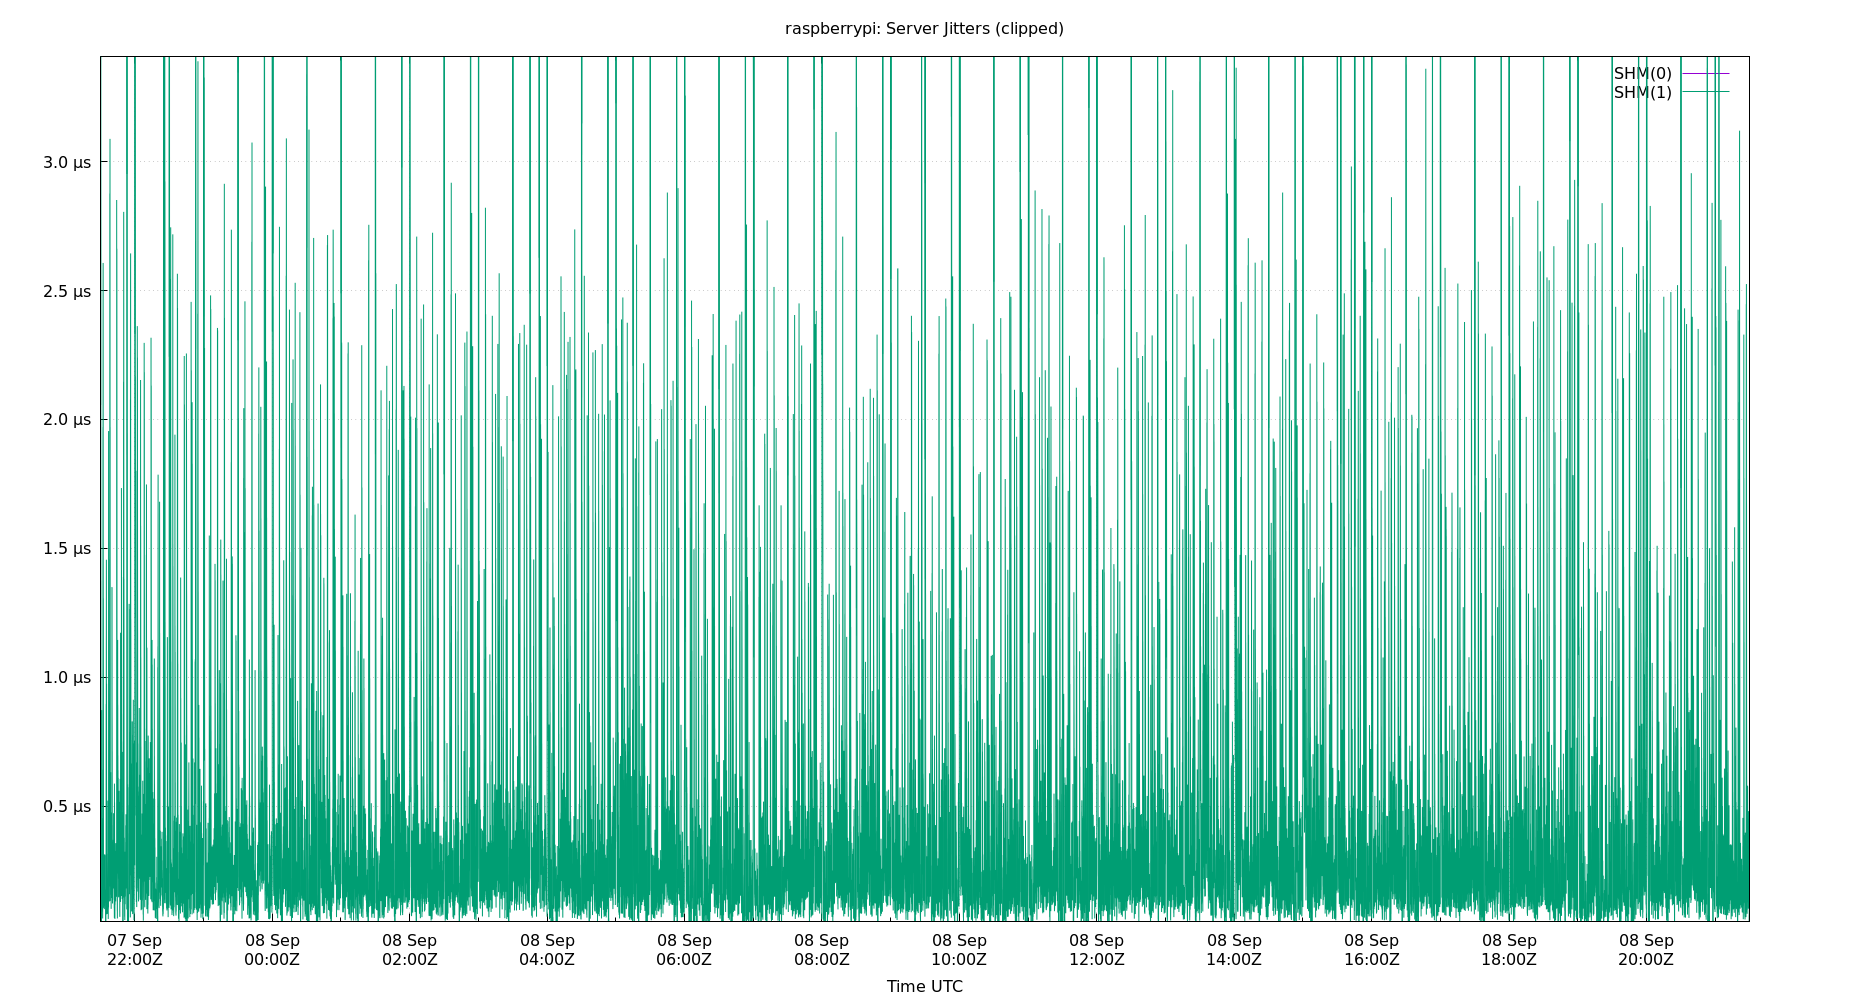 raspberrypi: Server Jitters (clipped)
SHM(0)
SHM(1)
3.0 µs
2.5 µs
2.0 µs
1.5 µs
1.0 µs
0.5 µs
07 Sep 08 Sep 08 Sep 08 Sep 08 Sep 08 Sep 08 Sep 08 Sep 08 Sep 08 Sep 08 Sep 08 Sep
22:00Z 00:00Z 02:00Z 04:00Z 06:00Z 08:00Z 10:00Z 12:00Z 14:00Z 16:00Z 18:00Z 20:00Z
Time UTC